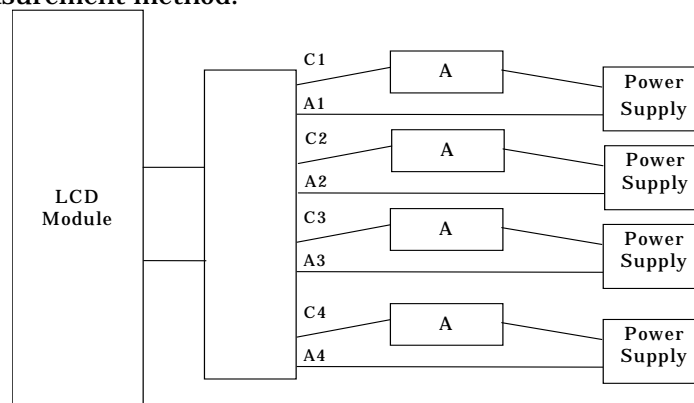 surement method.
C1
A
Power
Supply
A1
C2
A
Power
Supply
A2
LCD
Module
C3
A
Power
Supply
A3
C4
A
Power
Supply
A4